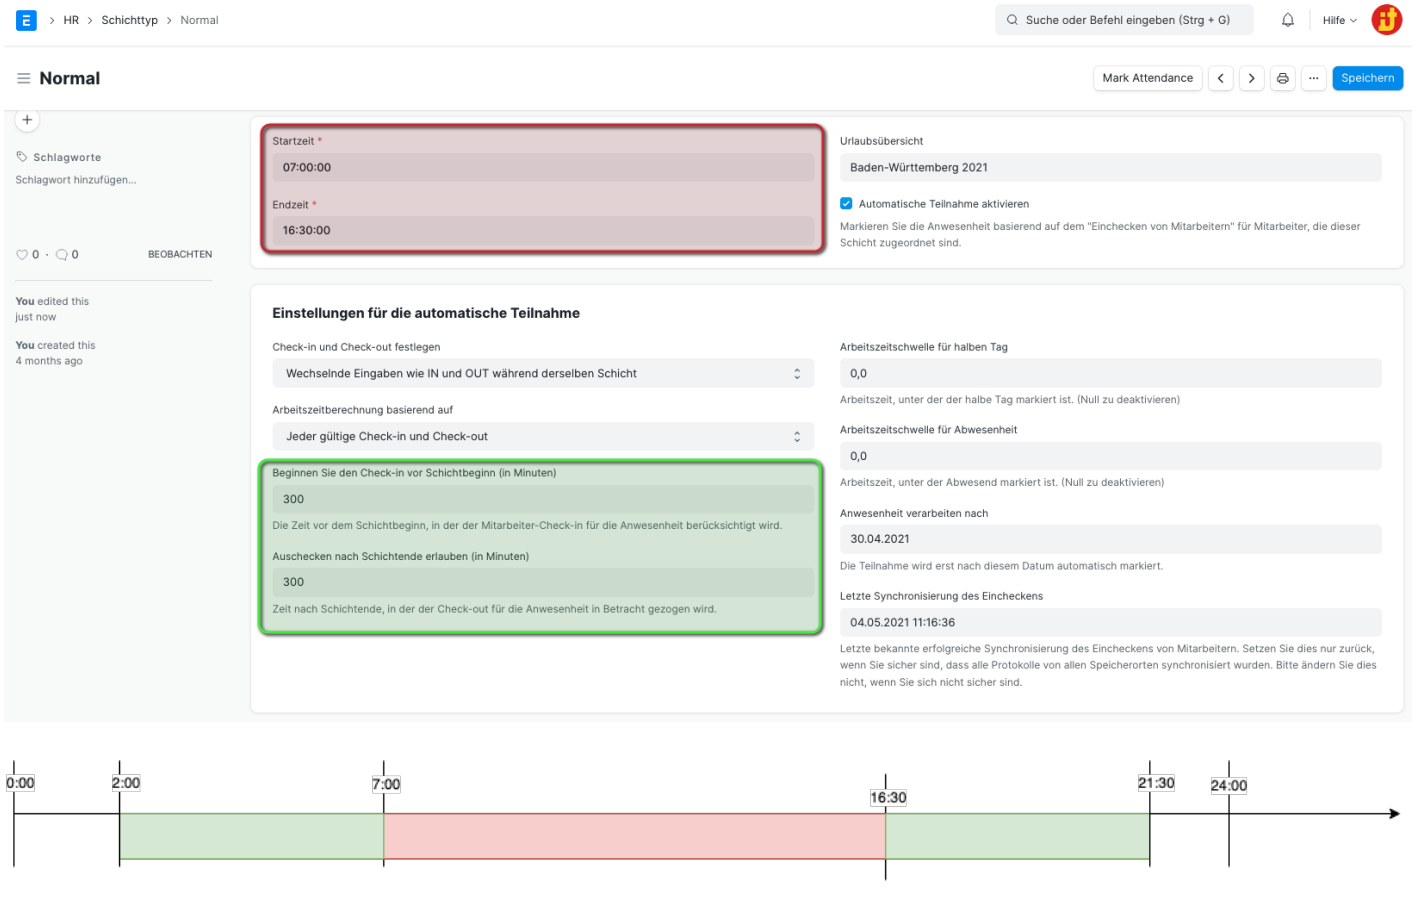 E > HR > Schichttyp > Normal
Suche oder Befehl eingeben (Strg + G)
Hilfe
Normal
Mark Attendance
Speichern
Schlagworte
Schlagwort hinzufügen...
0 · 0 BEOBACHTEN
You edited this
just now
You created this
4 months ago
Startzeit *
07:00:00
Endzeit *
16:30:00
Urlaubsübersicht
Baden-Württemberg 2021
Automatische Teilnahme aktivieren
Markieren Sie die Anwesenheit basierend auf dem "Einchecken von Mitarbeitern" für Mitarbeiter, die dieser
Schicht zugeordnet sind.
Einstellungen für die automatische Teilnahme
Check-in und Check-out festlegen
Wechselnde Eingaben wie IN und OUT während derselben Schicht
Arbeitszeitberechnung basierend auf
Jeder gültige Check-in und Check-out
Beginnen Sie den Check-in vor Schichtbeginn (in Minuten)
300
Die Zeit vor dem Schichtbeginn, in der der Mitarbeiter-Check-in für die Anwesenheit berücksichtigt wird.
Auschecken nach Schichtende erlauben (in Minuten)
300
Zeit nach Schichtende, in der der Check-out für die Anwesenheit in Betracht gezogen wird.
Arbeitszeitschwelle für halben Tag
0,0
Arbeitszeit, unter der der halbe Tag markiert ist. (Null zu deaktivieren)
Arbeitszeitschwelle für Abwesenheit
0,0
Arbeitszeit, unter der Abwesend markiert ist. (Null zu deaktivieren)
Anwesenheit verarbeiten nach
30.04.2021
Die Teilnahme wird erst nach diesem Datum automatisch markiert.
Letzte Synchronisierung des Eincheckens
04.05.2021 11:16:36
Letzte bekannte erfolgreiche Synchronisierung des Eincheckens von Mitarbeitern. Setzen Sie dies nur zurück,
wenn Sie sicher sind, dass alle Protokolle von allen Speicherorten synchronisiert wurden. Bitte ändern Sie dies
nicht, wenn Sie sich nicht sicher sind.
0:00 2:00 7:00 16:30 21:30 24:00